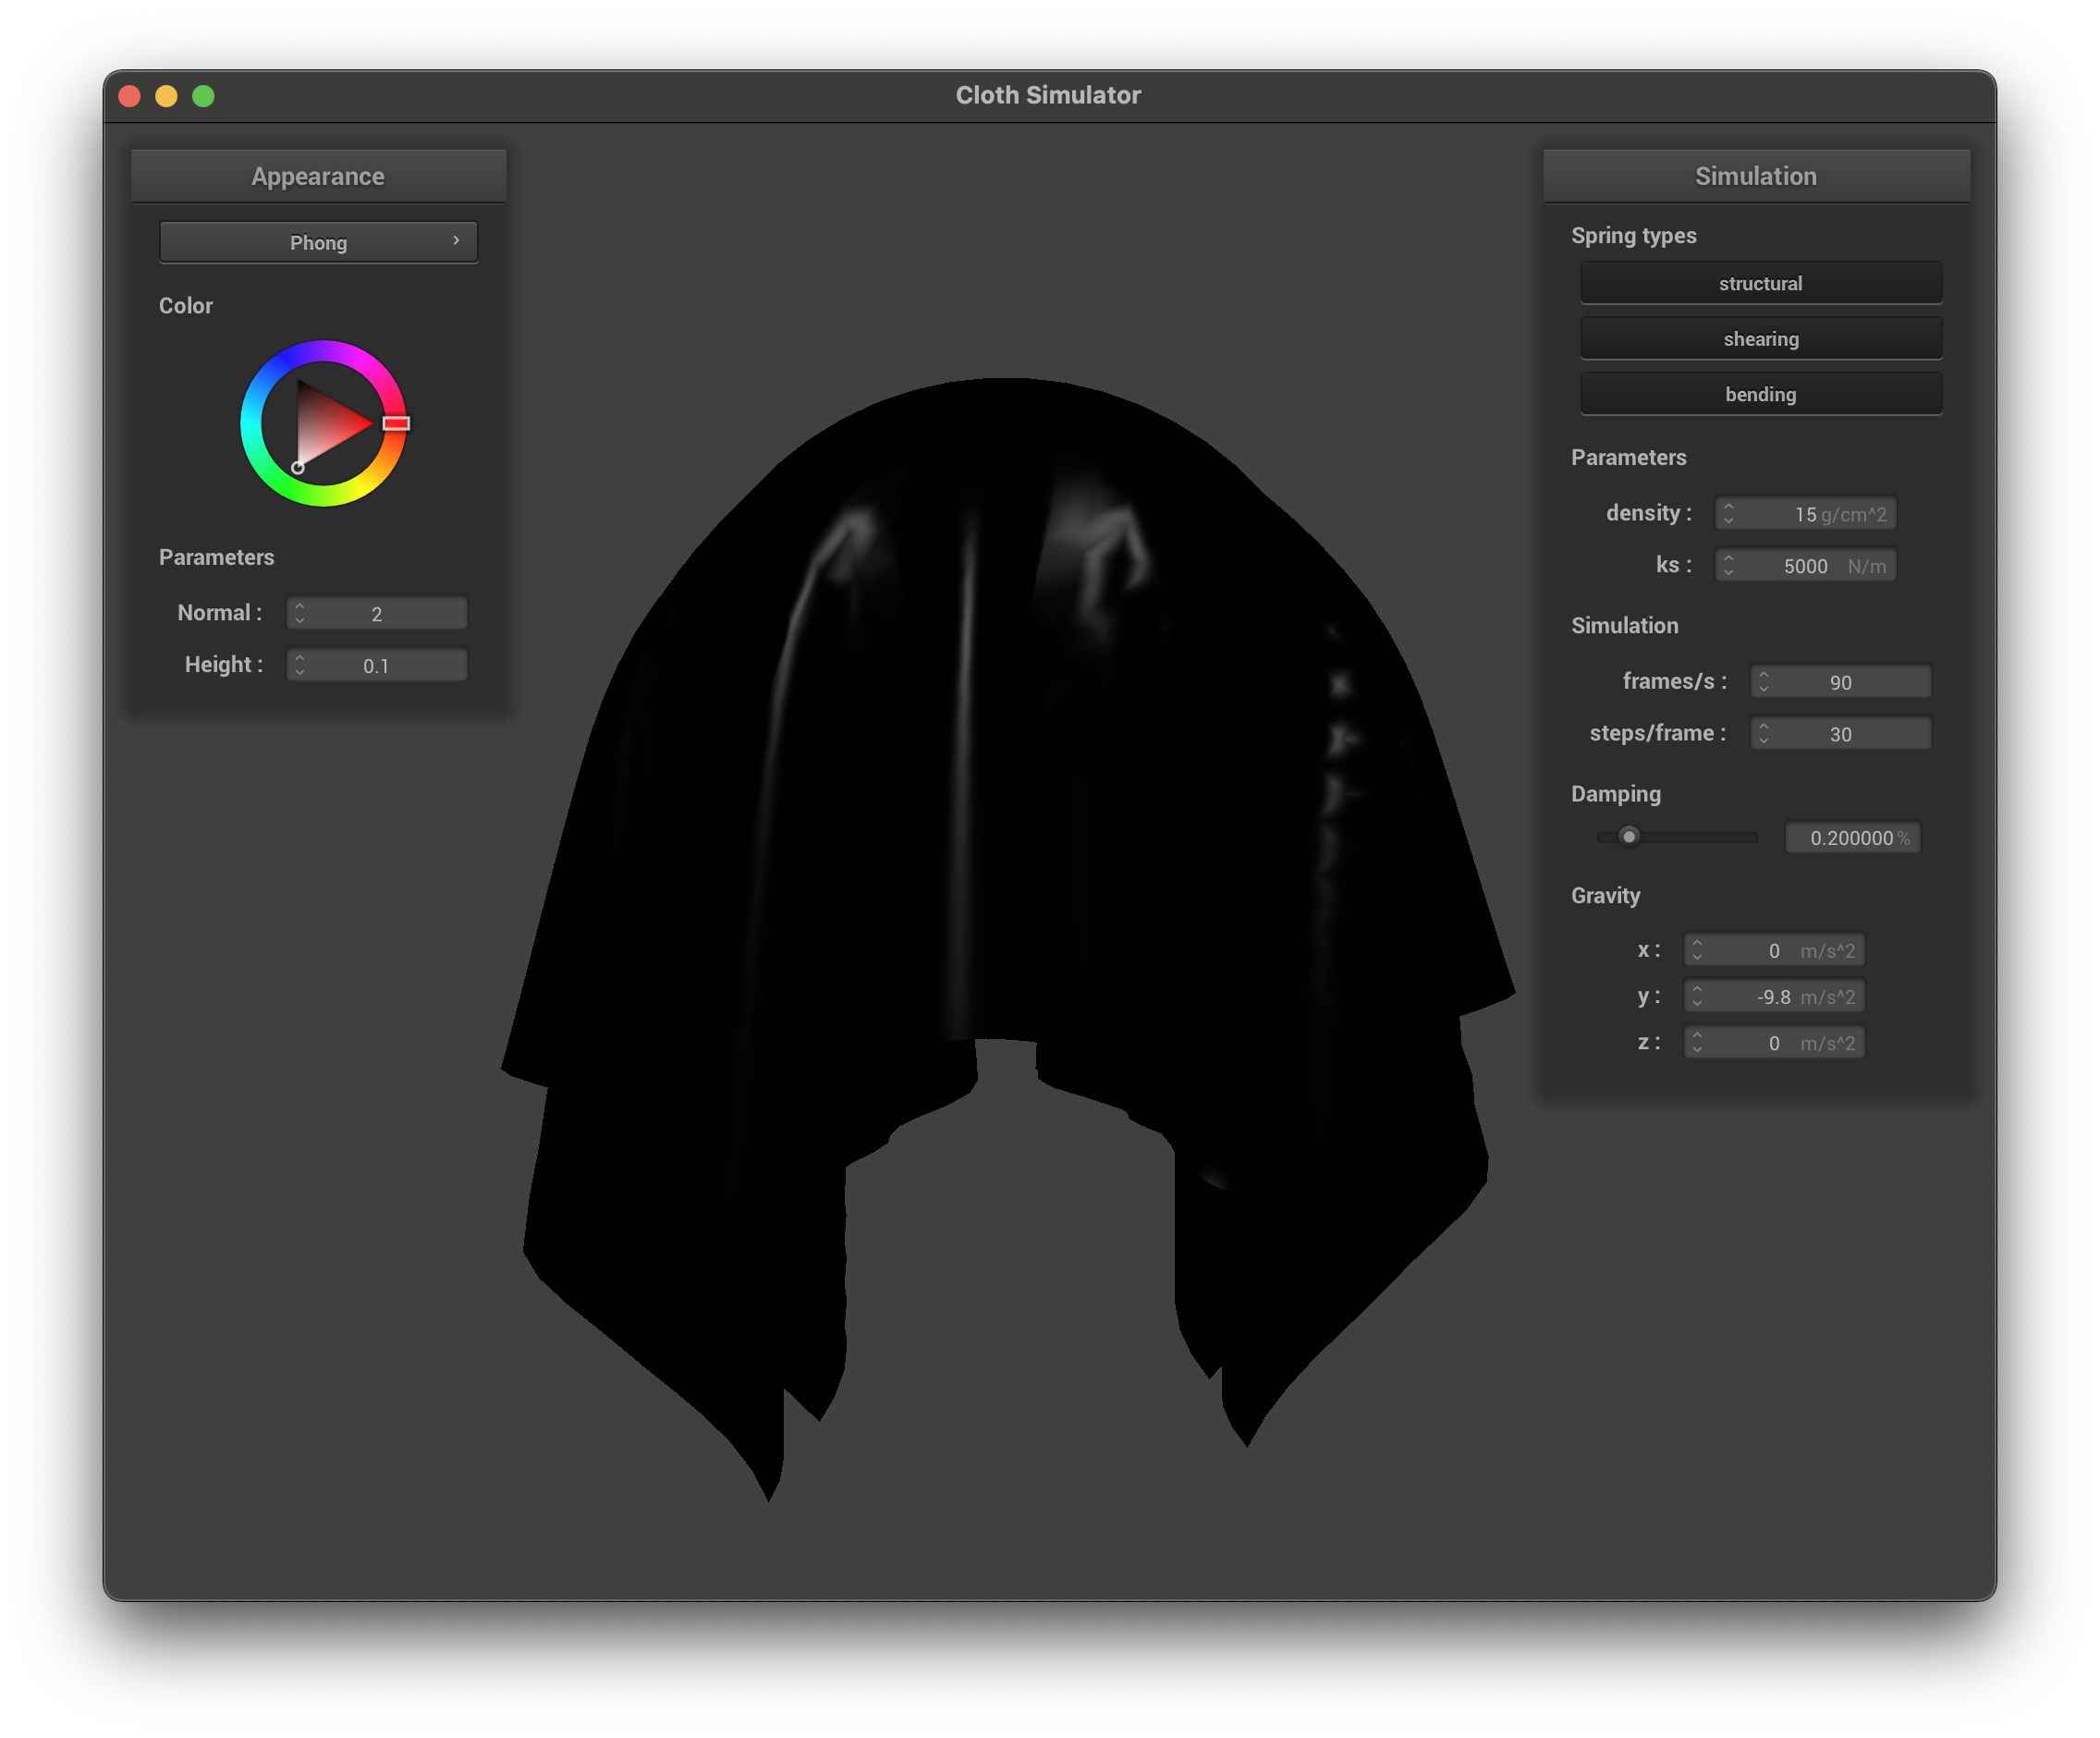 Cloth Simulator
Appearance
Phong
Color
Parameters
Normal : 2
Height : 0.1
Simulation
Spring types
structural
shearing
bending
Parameters
density : 15 g/cm^2
ks : 5000 N/m
Simulation
frames/s : 90
steps/frame : 30
Damping
0.200000 %
Gravity
x : 0 m/s^2
y : -9.8 m/s^2
z : 0 m/s^2